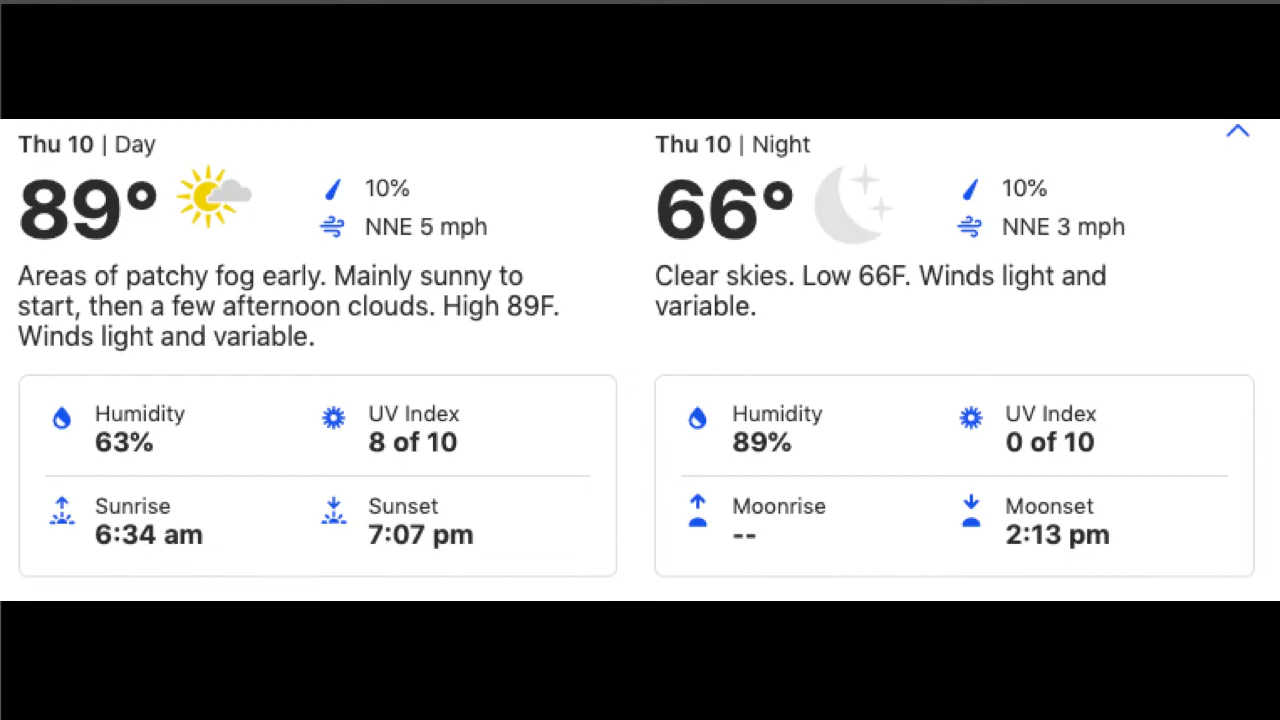 Thu 10 | Day
89°
10%
NNE 5 mph
Areas of patchy fog early. Mainly sunny to
start, then a few afternoon clouds. High 89F.
Winds light and variable.
Humidity
63%
UV Index
8 of 10
Sunrise
6:34 am
Sunset
7:07 pm
Thu 10 | Night
66°
10%
NNE 3 mph
Clear skies. Low 66F. Winds light and
variable.
Humidity
89%
UV Index
0 of 10
Moonrise
--
Moonset
2:13 pm